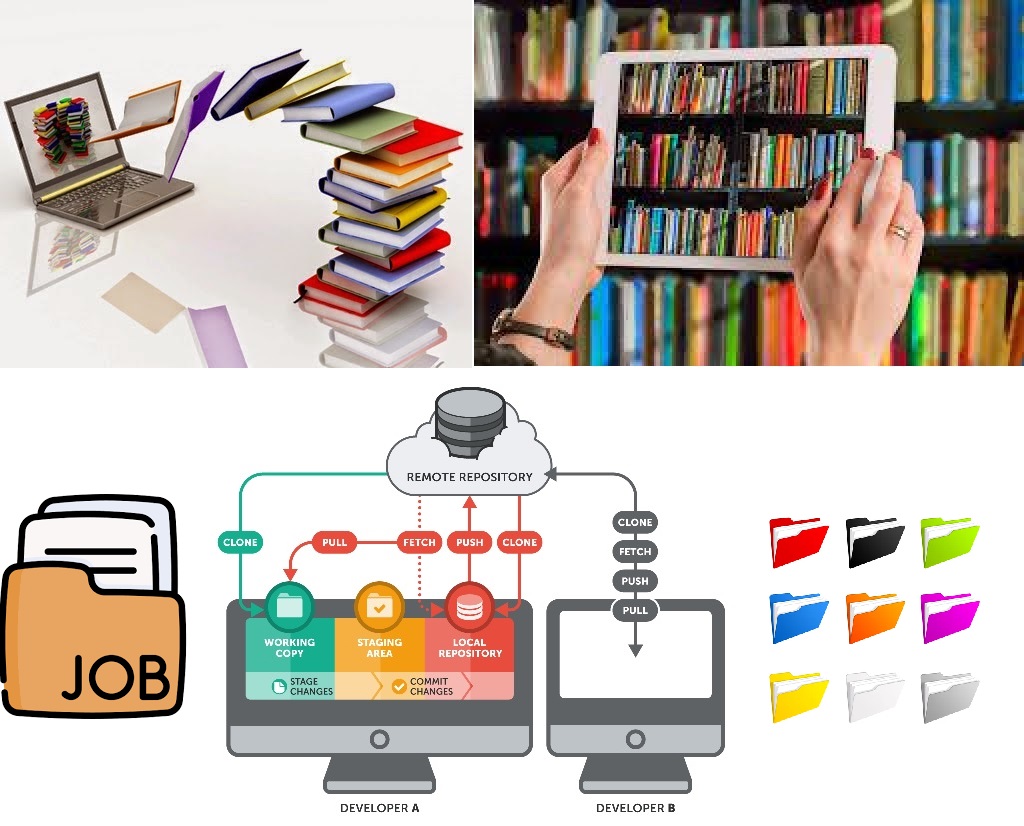 REMOTE REPOSITORY
CLONE
PULL
FETCH
PUSH
CLONE
CLONE
FETCH
PUSH
PULL
WORKING
COPY
STAGING
AREA
LOCAL
REPOSITORY
STAGE
CHANGES
COMMIT
CHANGES
DEVELOPER A
DEVELOPER B
JOB